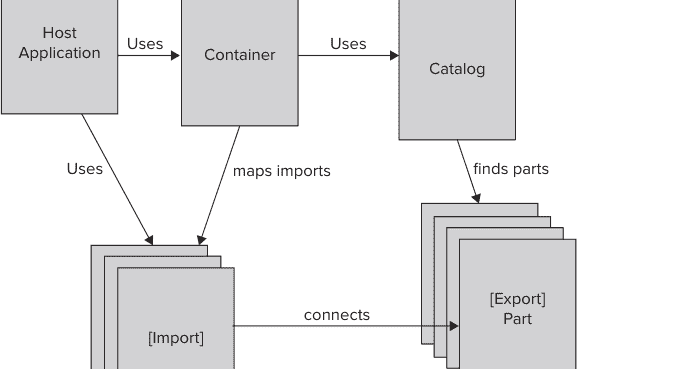 Host
Application
Uses
Container
Uses
Catalog
Uses
maps imports
finds parts
[Import]
connects
[Export]
Part